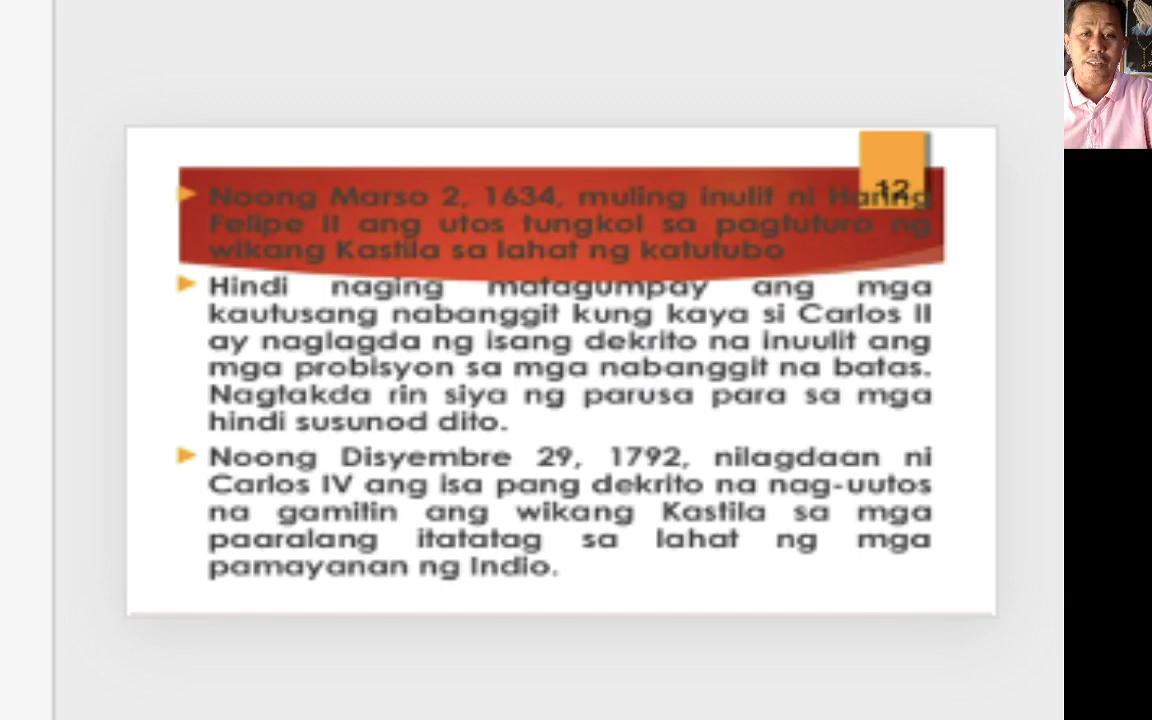 12
Noong Marso 2, 1634, muling inulit ni Haring
Felipe II ang utos tungkol sa pagtuturo ng
wikang Kastila sa lahat ng katutubo
Hindi naging matagumpay ang mga
kautusang nabanggit kung kaya si Carlos II
ay naglagda ng isang dekrito na inuulit ang
mga probisyon sa mga nabanggit na batas.
Nagtakda rin siya ng parusa para sa mga
hindi susunod dito.
Noong Disyembre 29, 1792, nilagdaan ni
Carlos IV ang isa pang dekrito na nag-uutos
na gamitin ang wikang Kastila sa mga
paaralang itatatag sa lahat ng mga
pamayanan ng Indio.